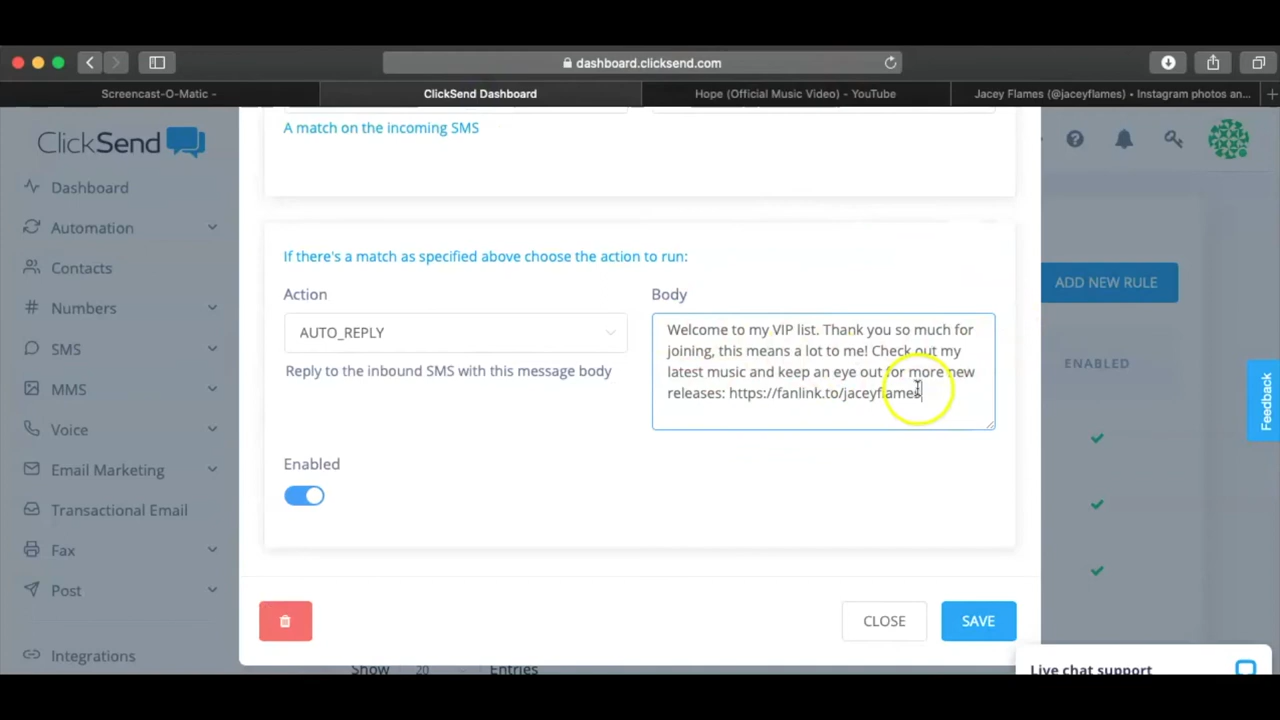 dashboard.clicksend.com
Screencast-O-Matic -
ClickSend Dashboard
Hope (Official Music Video) - YouTube
Jacey Flames (@jaceyflames) • Instagram photos an...
ClickSend
Dashboard
Automation
Contacts
Numbers
SMS
MMS
Voice
Email Marketing
Transactional Email
Fax
Post
Integrations
A match on the incoming SMS
If there's a match as specified above choose the action to run:
Action
AUTO_REPLY
Reply to the inbound SMS with this message body
Body
Welcome to my VIP list. Thank you so much for
joining, this means a lot to me! Check out my
latest music and keep an eye out for more new
releases: https://fanlink.to/jaceyflames
Enabled
CLOSE
SAVE
ADD NEW RULE
ENABLED
Feedback
Show 20 Entries
Live chat support